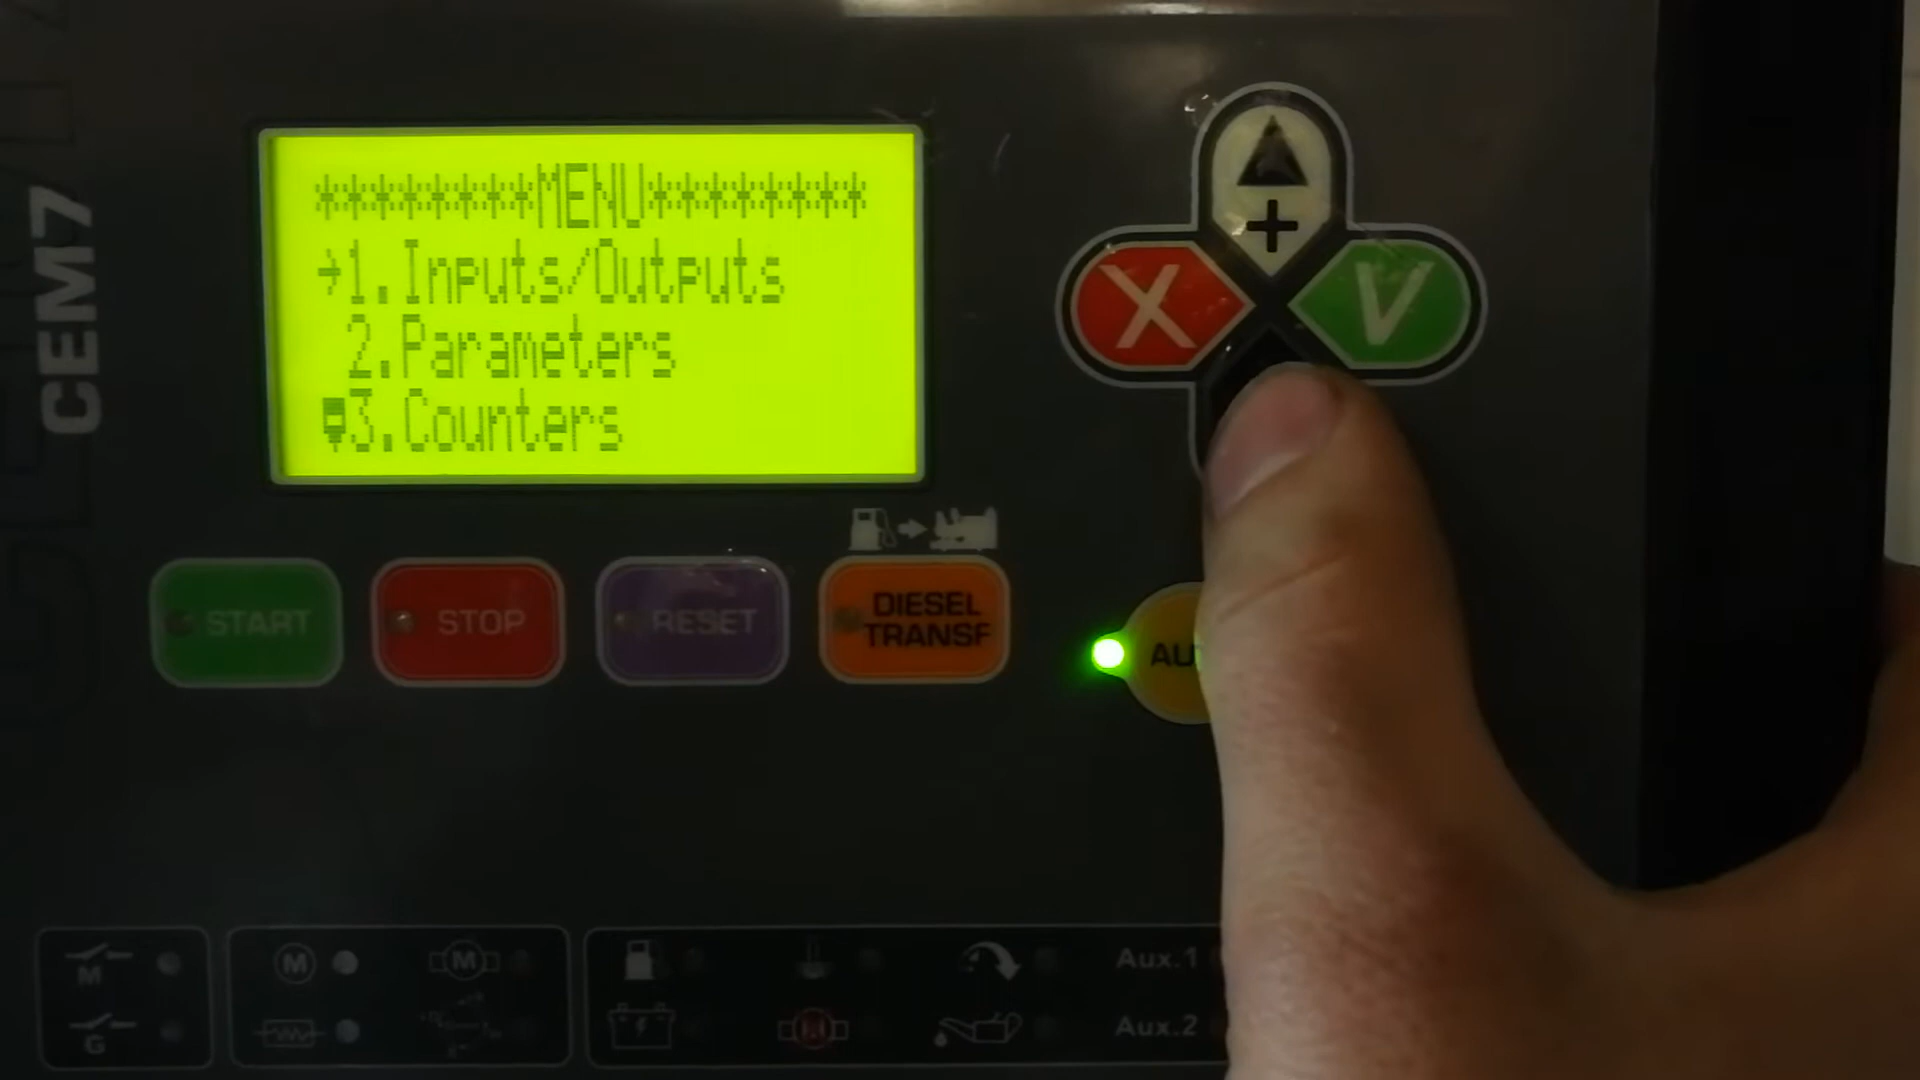 CEM7
********MENU********
→1.Inputs/Outputs
2.Parameters
3.Counters
+
X
V
START
STOP
RESET
DIESEL
TRANSF
M
M
M
Aux.1
G
Aux.2